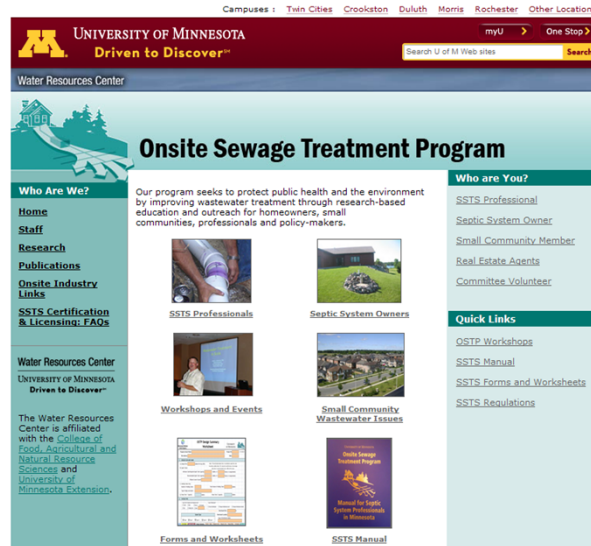 Campuses : Twin Cities Crookston Duluth Morris Rochester Other Location
UNIVERSITY OF MINNESOTA
Driven to Discover℠
myU > One Stop >
Search U of M Web sites Search
Water Resources Center
Onsite Sewage Treatment Program
Who Are We?
Home
Staff
Research
Publications
Onsite Industry
Links
SSTS Certification
& Licensing: FAQs
Water Resources Center
UNIVERSITY OF MINNESOTA
Driven to Discover℠
The Water Resources
Center is affiliated
with the College of
Food, Agricultural and
Natural Resource
Sciences and
University of
Minnesota Extension.
Our program seeks to protect public health and the environment
by improving wastewater treatment through research-based
education and outreach for homeowners, small
communities, professionals and policy-makers.
SSTS Professionals
Septic System Owners
Workshops and Events
Small Community
Wastewater Issues
Onsite Sewage
Treatment Program
Manual for Septic
System Professionals
in Minnesota
Forms and Worksheets
SSTS Manual
Who are You?
SSTS Professional
Septic System Owner
Small Community Member
Real Estate Agents
Committee Volunteer
Quick Links
OSTP Workshops
SSTS Manual
SSTS Forms and Worksheets
SSTS Regulations